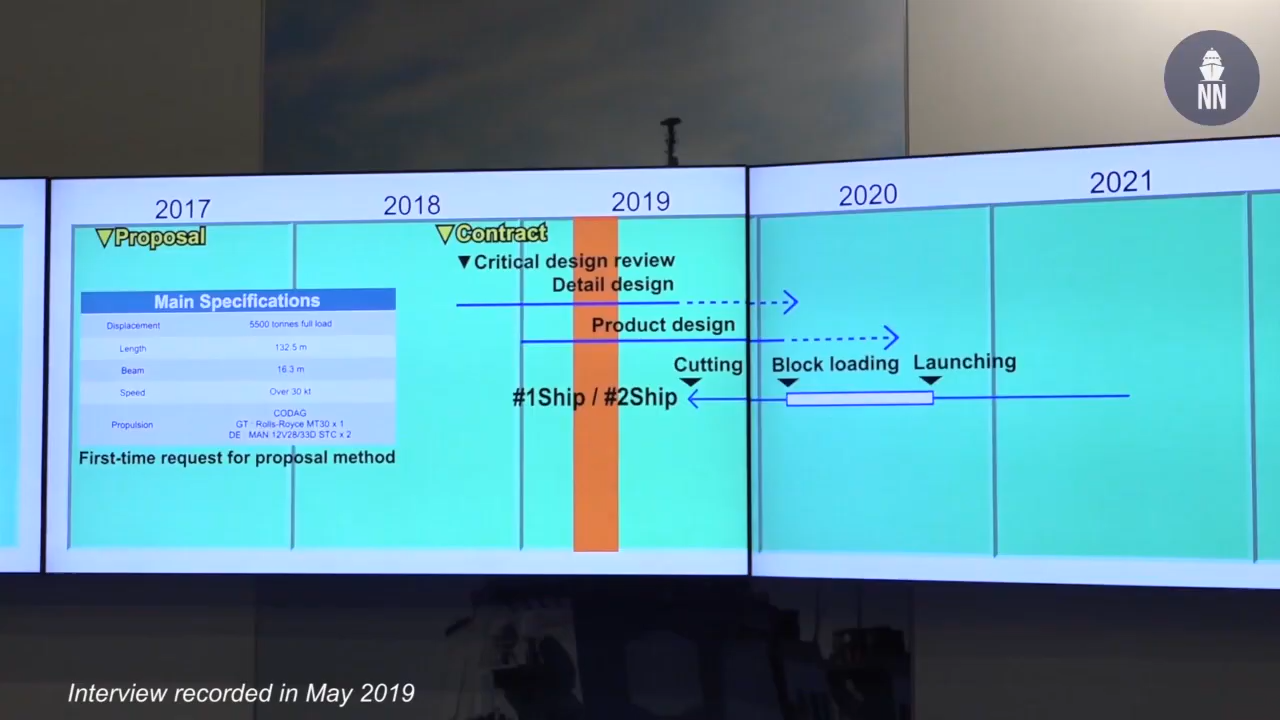 NN
2017
2018
2019
2020
2021
▼Proposal
▼Contract
▼Critical design review
Detail design
Product design
Cutting
Block loading
Launching
#1Ship / #2Ship
Main Specifications
Displacement 5500 tonnes full load
Length 132.5 m
Beam 16.3 m
Speed Over 30 kt
Propulsion CODAG
GT : Rolls-Royce MT30 x 1
DE : MAN 12V28/33D STC x 2
First-time request for proposal method
Interview recorded in May 2019